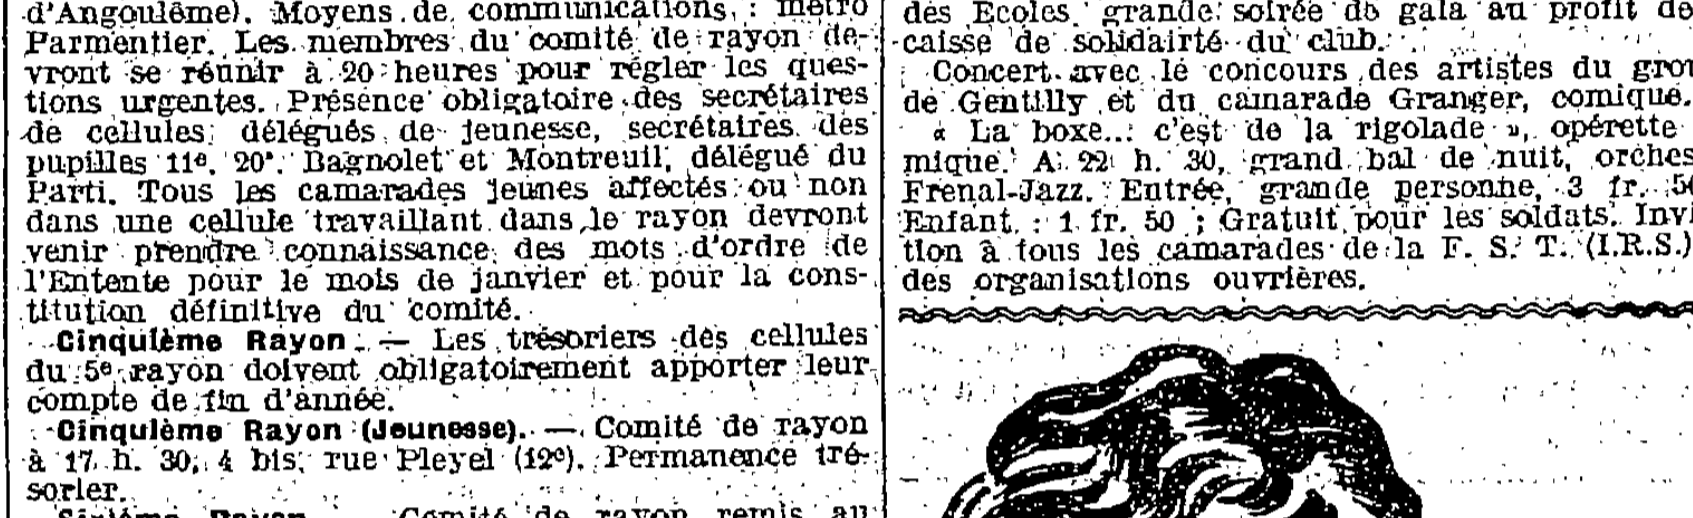 d'Angoulême). Moyens de communications : métro
Parmentier. Les membres du comité de rayon de-
vront se réunir à 20 heures pour régler les ques-
tions urgentes. Présence obligatoire des secrétaires
de cellules, délégués de jeunesse, secrétaires des
pupilles 11e, 20e, Bagnolet et Montreuil, délégué du
Parti. Tous les camarades jeunes affectés ou non
dans une cellule travaillant dans le rayon devront
venir prendre connaissance des mots d'ordre de
l'Entente pour le mois de janvier et pour la cons-
titution définitive du comité.
Cinquième Rayon. — Les trésoriers des cellules
du 5e rayon doivent obligatoirement apporter leur
compte de fin d'année.
Cinquième Rayon (Jeunesse). — Comité de rayon
à 17 h. 30, 4 bis, rue Pleyel (12e). Permanence tré-
sorier.
Comité de rayon remis au
des Ecoles, grande soirée de gala au profit de
caisse de solidairté du club.
Concert avec le concours des artistes du grou
de Gentilly et du camarade Granger, comique.
« La boxe... c'est de la rigolade », opérette
mique. A 22 h. 30, grand bal de nuit, orches
Frenal-Jazz. Entrée, grande personne, 3 fr. 50
Enfant : 1 fr. 50 ; Gratuit pour les soldats. Invi
tion à tous les camarades de la F. S. T. (I.R.S.)
des organisations ouvrières.